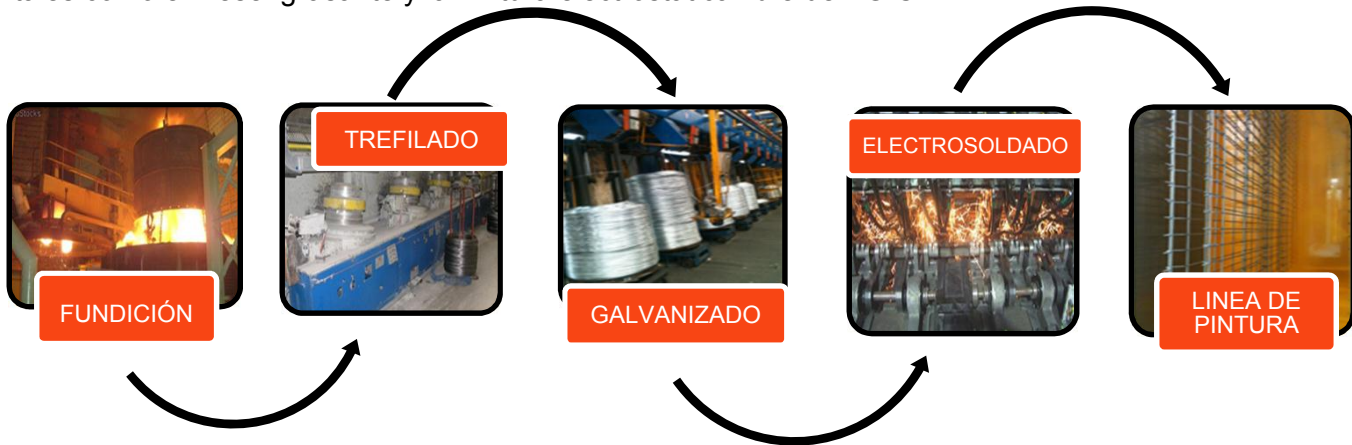 FUNDICIÓN
TREFILADO
GALVANIZADO
ELECTROSOLDADO
LINEA DE
PINTURA